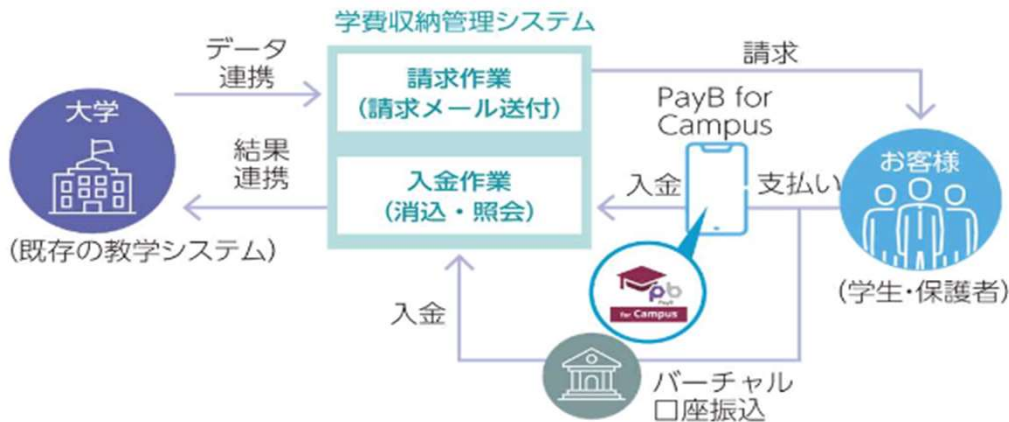 学費収納管理システム
データ
連携
請求作業
(請求メール送付)
請求
大学
PayB for
Campus
お客様
結果
連携
入金作業
(消込・照会)
入金
支払い
(既存の教学システム)
(学生・保護者)
pb
PayB
for Campus
入金
バーチャル
口座振込